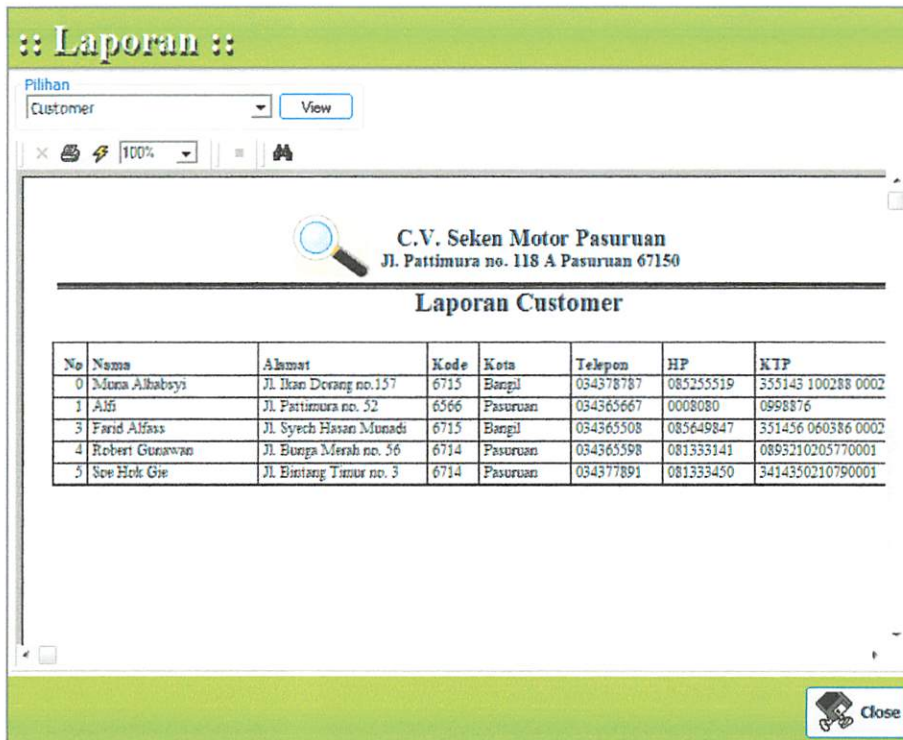 :: Laporan ::
Pilihan
Customer View
100%
C.V. Seken Motor Pasuruan
Jl. Pattimura no. 118 A Pasuruan 67150
Laporan Customer
No Nama Alamat Kode Kota Telepon HP KTP
0 Muna Alhabsyi Jl. Ikan Dorang no.157 6715 Bangil 034378787 085255519 355143 100288 0002
1 Alfi Jl. Pattimura no. 52 6566 Pasuruan 034365667 0008080 0998876
3 Farid Alfass Jl. Syech Hasan Munadi 6715 Bangil 034365508 085649847 351456 060386 0002
4 Robert Gunawan Jl. Bunga Merah no. 56 6714 Pasuruan 034365598 081333141 0893210205770001
5 Soe Hok Gie Jl. Bintang Timur no. 3 6714 Pasuruan 034377891 081333450 3414350210790001
Close